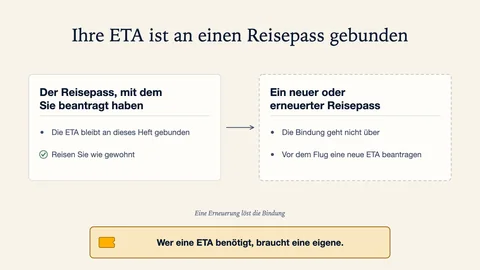 Ihre ETA ist an einen Reisepass gebunden
Der Reisepass, mit dem
Sie beantragt haben
Die ETA bleibt an dieses Heft gebunden
Reisen Sie wie gewohnt
Ein neuer oder
erneuerter Reisepass
Die Bindung geht nicht über
Vor dem Flug eine neue ETA beantragen
Eine Erneuerung löst die Bindung
Wer eine ETA benötigt, braucht eine eigene.